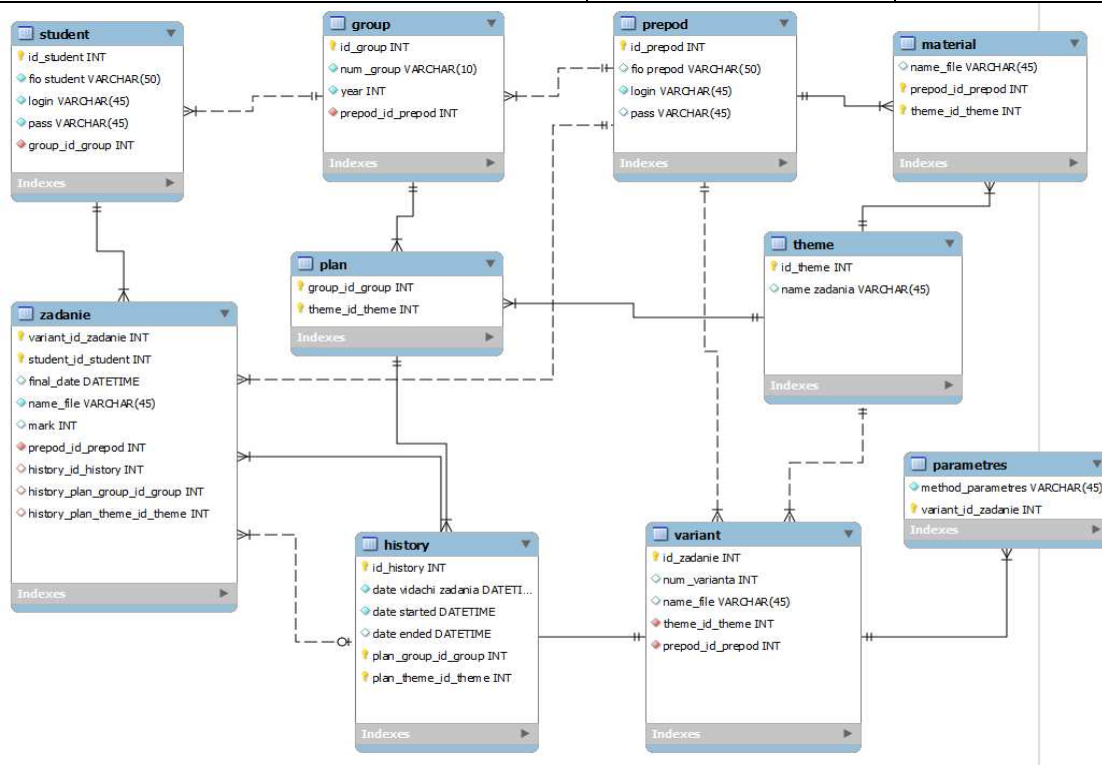 student
id_student INT
fio student VARCHAR(50)
login VARCHAR(45)
pass VARCHAR(45)
group_id_group INT
Indexes
group
id_group INT
num_group VARCHAR(10)
year INT
prepod_id_prepod INT
Indexes
prepod
id_prepod INT
fio prepod VARCHAR(50)
login VARCHAR(45)
pass VARCHAR(45)
Indexes
material
name_file VARCHAR(45)
prepod_id_prepod INT
theme_id_theme INT
Indexes
plan
group_id_group INT
theme_id_theme INT
Indexes
theme
id_theme INT
name zadania VARCHAR(45)
Indexes
zadanie
variant_id_zadanie INT
student_id_student INT
final_date DATETIME
name_file VARCHAR(45)
mark INT
prepod_id_prepod INT
history_id_history INT
history_plan_group_id_group INT
history_plan_theme_id_theme INT
Indexes
history
id_history INT
date vidachi zadania DATETI...
date started DATETIME
date ended DATETIME
plan_group_id_group INT
plan_theme_id_theme INT
Indexes
variant
id_zadanie INT
num_varianta INT
name_file VARCHAR(45)
theme_id_theme INT
prepod_id_prepod INT
Indexes
parametres
method_parametres VARCHAR(45)
variant_id_zadanie INT
Indexes